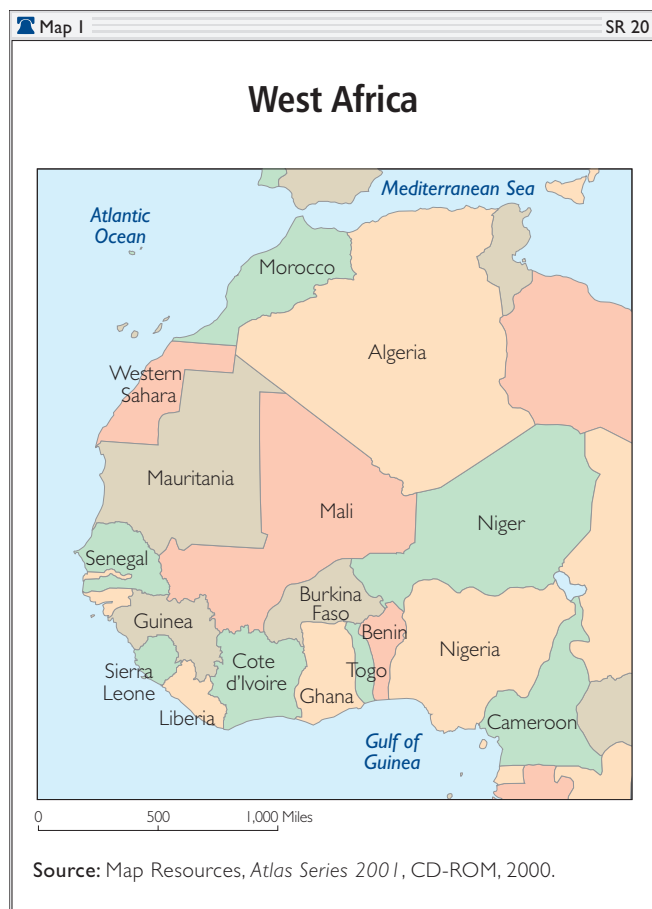 Map 1
SR 20
West Africa
Mediterranean Sea
Atlantic
Ocean
Morocco
Algeria
Western
Sahara
Mauritania
Mali
Niger
Senegal
Burkina
Faso
Guinea
Benin
Nigeria
Sierra
Leone
Cote
d'Ivoire
Togo
Ghana
Liberia
Cameroon
Gulf of
Guinea
0 500 1,000 Miles
Source: Map Resources, Atlas Series 2001, CD-ROM, 2000.